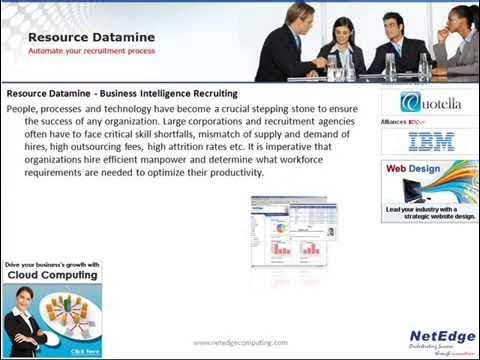 Resource Datamine
Automate your recruitment process
Resource Datamine - Business Intelligence Recruiting
People, processes and technology have become a crucial stepping stone to ensure
the success of any organization. Large corporations and recruitment agencies
often have to face critical skill shortfalls, mismatch of supply and demand of
hires, high outsourcing fees, high attrition rates etc. It is imperative that
organizations hire efficient manpower and determine what workforce
requirements are needed to optimize their productivity.
Quotella
Alliances
IBM
Web Design
Lead your industry with a
strategic website design.
Drive your business's growth with
Cloud Computing
Click here
www.netedgecomputing.com
NetEdge
through innovation